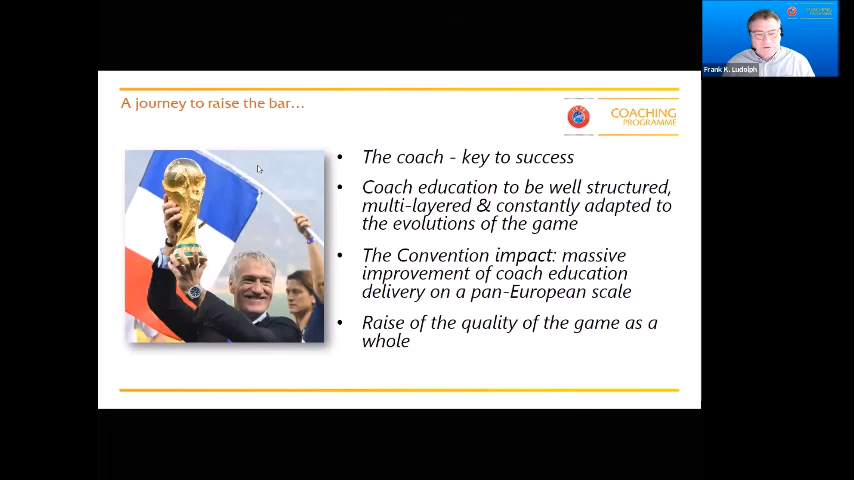 COACHING
PROGRAMME
Frank K. Ludolph
A journey to raise the bar...
COACHING
PROGRAMME
• The coach - key to success
• Coach education to be well structured,
multi-layered & constantly adapted to
the evolutions of the game
• The Convention impact: massive
improvement of coach education
delivery on a pan-European scale
• Raise of the quality of the game as a
whole